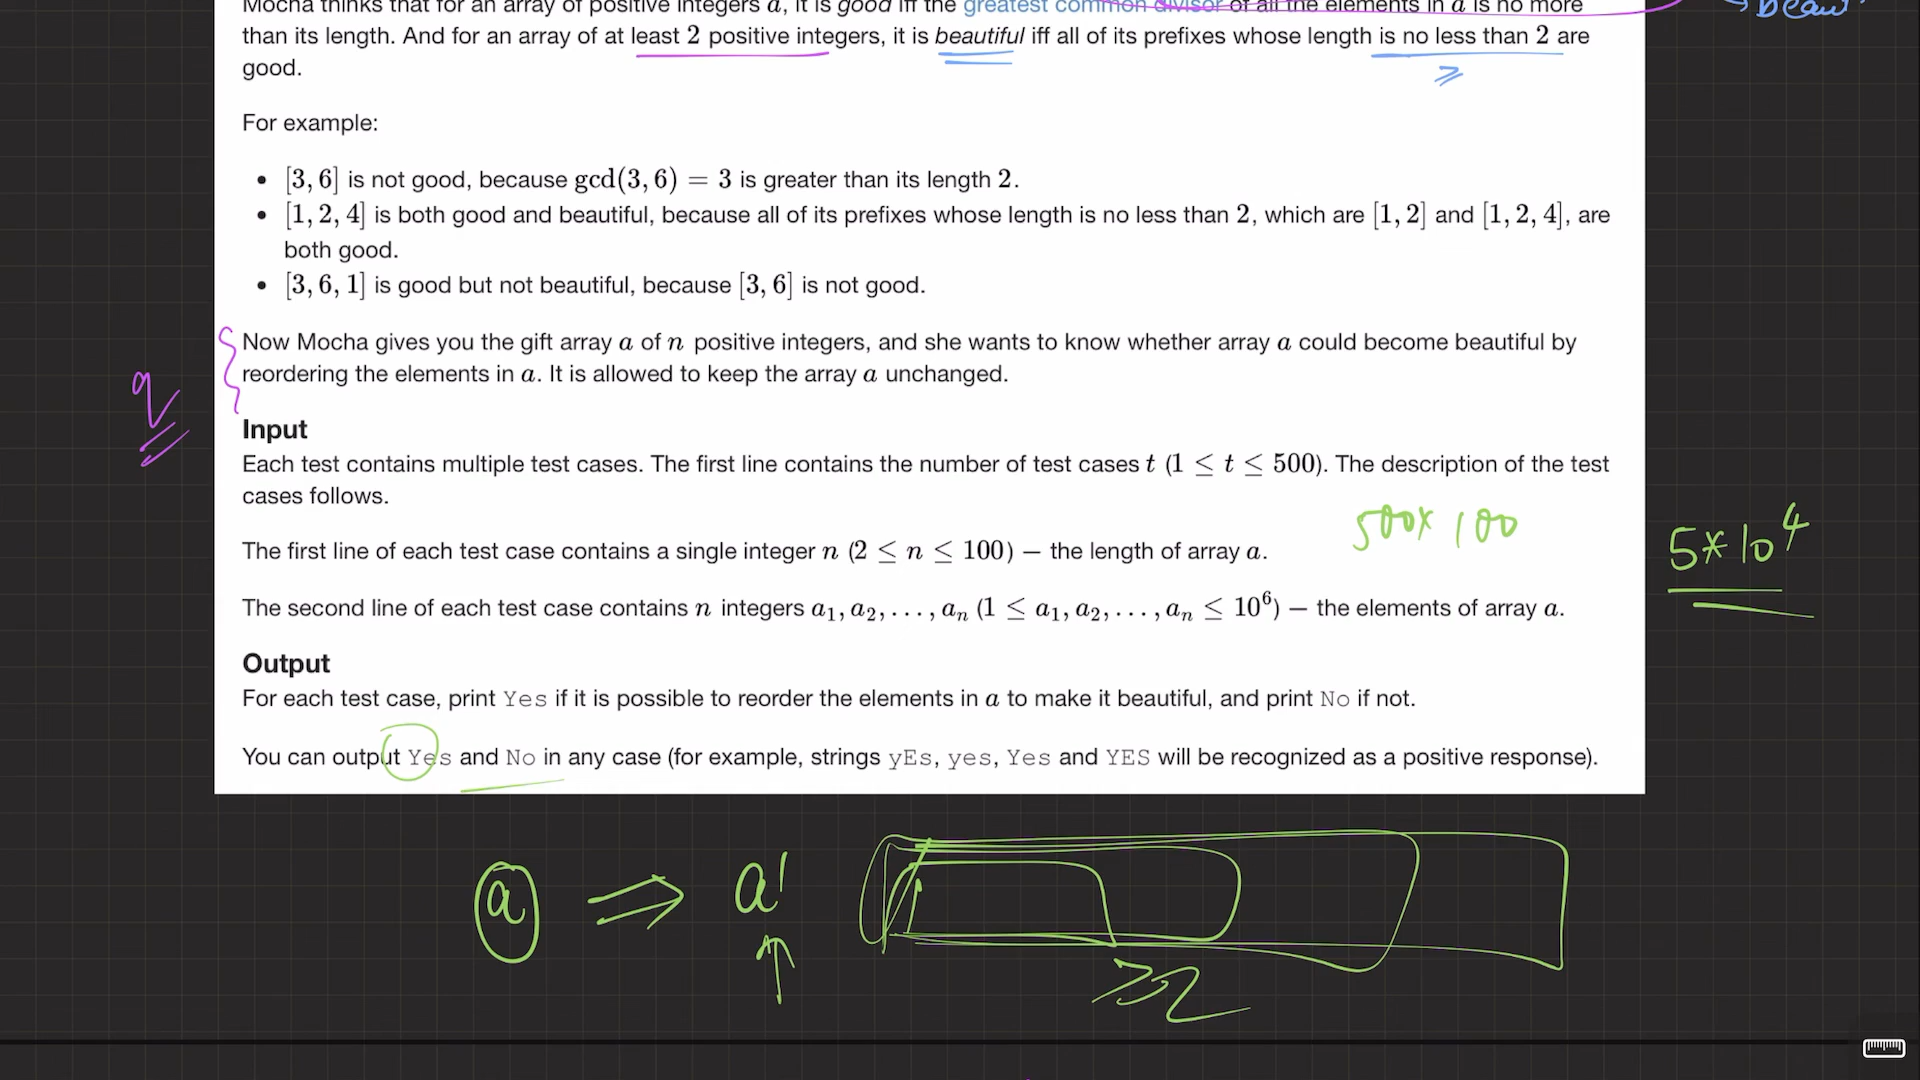 Mocha thinks that for an array of positive integers a, it is good iff the greatest common divisor of all the elements in a is no more
than its length. And for an array of at least 2 positive integers, it is beautiful iff all of its prefixes whose length is no less than 2 are
good.
≥
For example:
• [3, 6] is not good, because gcd(3, 6) = 3 is greater than its length 2.
• [1, 2, 4] is both good and beautiful, because all of its prefixes whose length is no less than 2, which are [1, 2] and [1, 2, 4], are
both good.
• [3, 6, 1] is good but not beautiful, because [3, 6] is not good.
Now Mocha gives you the gift array a of n positive integers, and she wants to know whether array a could become beautiful by
reordering the elements in a. It is allowed to keep the array a unchanged.
Input
Each test contains multiple test cases. The first line contains the number of test cases t (1 ≤ t ≤ 500). The description of the test
cases follows.
500x 100
5*10^4
The first line of each test case contains a single integer n (2 ≤ n ≤ 100) — the length of array a.
The second line of each test case contains n integers a₁, a₂, . . . , aₙ (1 ≤ a₁, a₂, . . . , aₙ ≤ 10⁶) — the elements of array a.
Output
For each test case, print Yes if it is possible to reorder the elements in a to make it beautiful, and print No if not.
You can output Yes and No in any case (for example, strings yEs, yes, Yes and YES will be recognized as a positive response).
a ⇒ a'
≥2